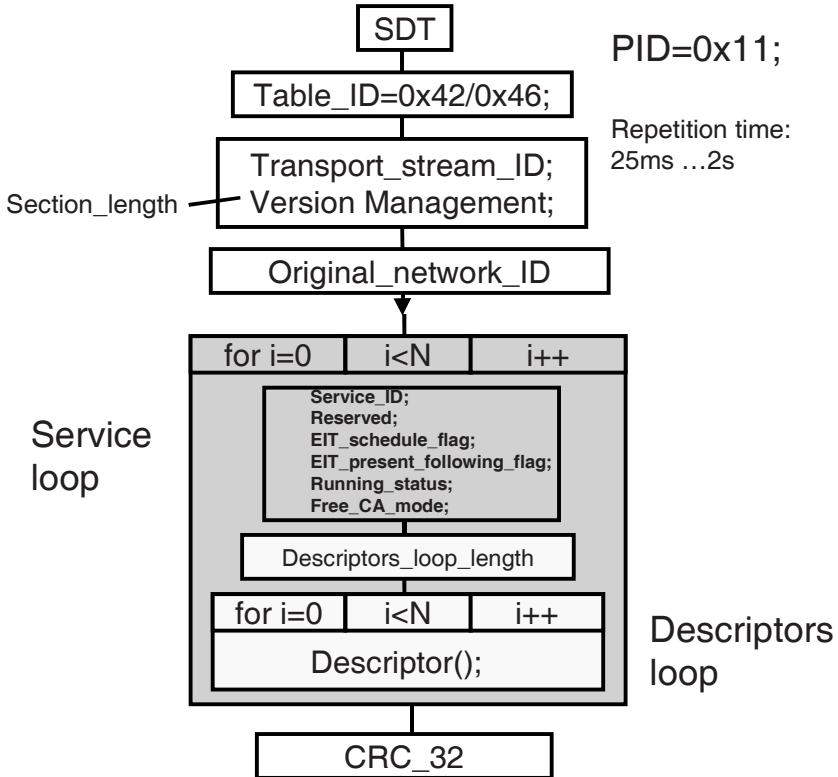 SDT
PID=0x11;
Table_ID=0x42/0x46;
Repetition time:
25ms …2s
Transport_stream_ID;
Version Management;
Section_length
Original_network_ID
for i=0 i<N i++
Service
loop
Service_ID;
Reserved;
EIT_schedule_flag;
EIT_present_following_flag;
Running_status;
Free_CA_mode;
Descriptors_loop_length
for i=0 i<N i++
Descriptor();
Descriptors
loop
CRC_32